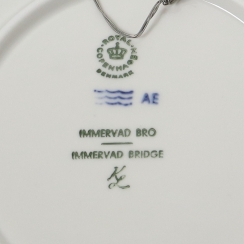 ROYAL
COPENHAGEN
DENMARK
AE
IMMERVAD BRO
IMMERVAD BRIDGE